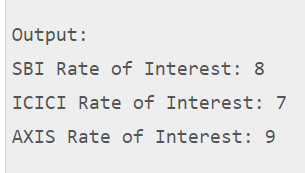 Output:
SBI Rate of Interest: 8
ICICI Rate of Interest: 7
AXIS Rate of Interest: 9